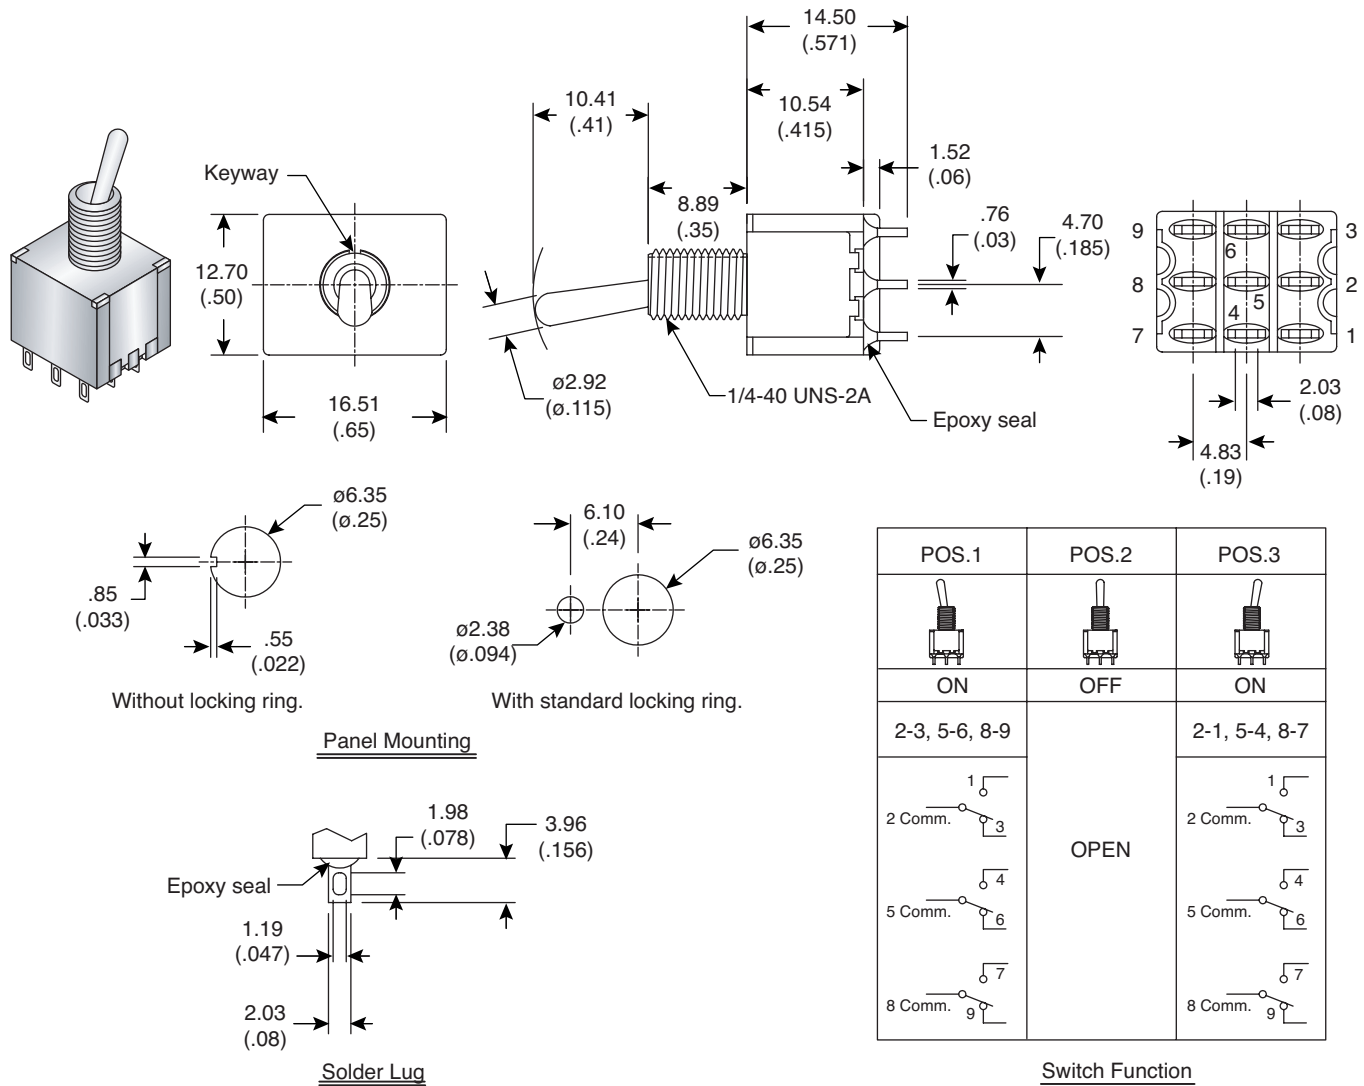 14.50
(.571)
10.41
(.41)
10.54
(.415)
1.52
(.06)
Keyway
8.89
(.35)
.76
(.03)
4.70
(.185)
12.70
(.50)
9
3
6
8
2
5
4
7
1
ø2.92
(ø.115)
1/4-40 UNS-2A
Epoxy seal
16.51
(.65)
2.03
(.08)
4.83
(.19)
ø6.35
(ø.25)
.85
(.033)
.55
(.022)
Without locking ring.
6.10
(.24)
ø6.35
(ø.25)
ø2.38
(ø.094)
With standard locking ring.
Panel Mounting
1.98
(.078)
3.96
(.156)
Epoxy seal
1.19
(.047)
2.03
(.08)
Solder Lug
POS.1 POS.2 POS.3
ON OFF ON
2-3, 5-6, 8-9 2-1, 5-4, 8-7
OPEN
1
2 Comm.
3
4
5 Comm.
6
7
8 Comm.
9
1
2 Comm.
3
4
5 Comm.
6
7
8 Comm.
9
Switch Function